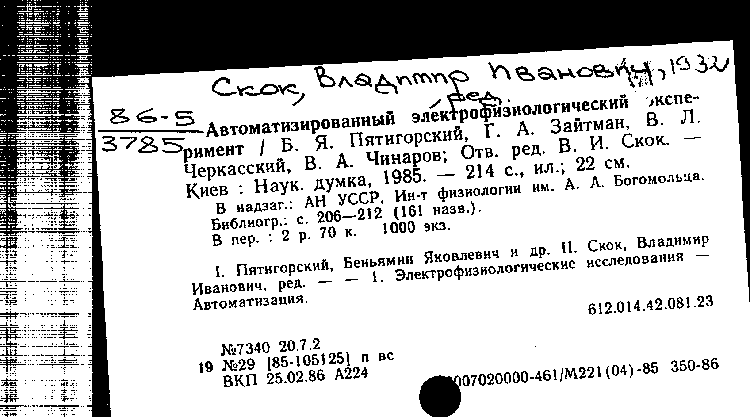 Скок, Владимир Иванович, 1932
ред.
86-5
3785
Автоматизированный электрофизиологический экспе-
римент / Б. Я. Пятигорский, Г. А. Зайтман, В. Л.
Черкасский, В. А. Чинаров; Отв. ред. В. И. Скок. —
Киев : Наук. думка, 1985. — 214 с., ил.; 22 см.
В надзаг.: АН УССР, Ин-т физиологии им. А. А. Богомольца.
Библиогр.: с. 206—212 (161 назв.).
В пер. : 2 р. 70 к. 1000 экз.
I. Пятигорский, Беньямин Яковлевич и др. II. Скок, Владимир
Иванович, ред. — — 1. Электрофизиологические исследования —
Автоматизация.
612.014.42.081.23
№7340 20.7.2
19 №29 [85-105125] п вс
ВКП 25.02.86 А224
007020000-461/М221(04)-85 350-86